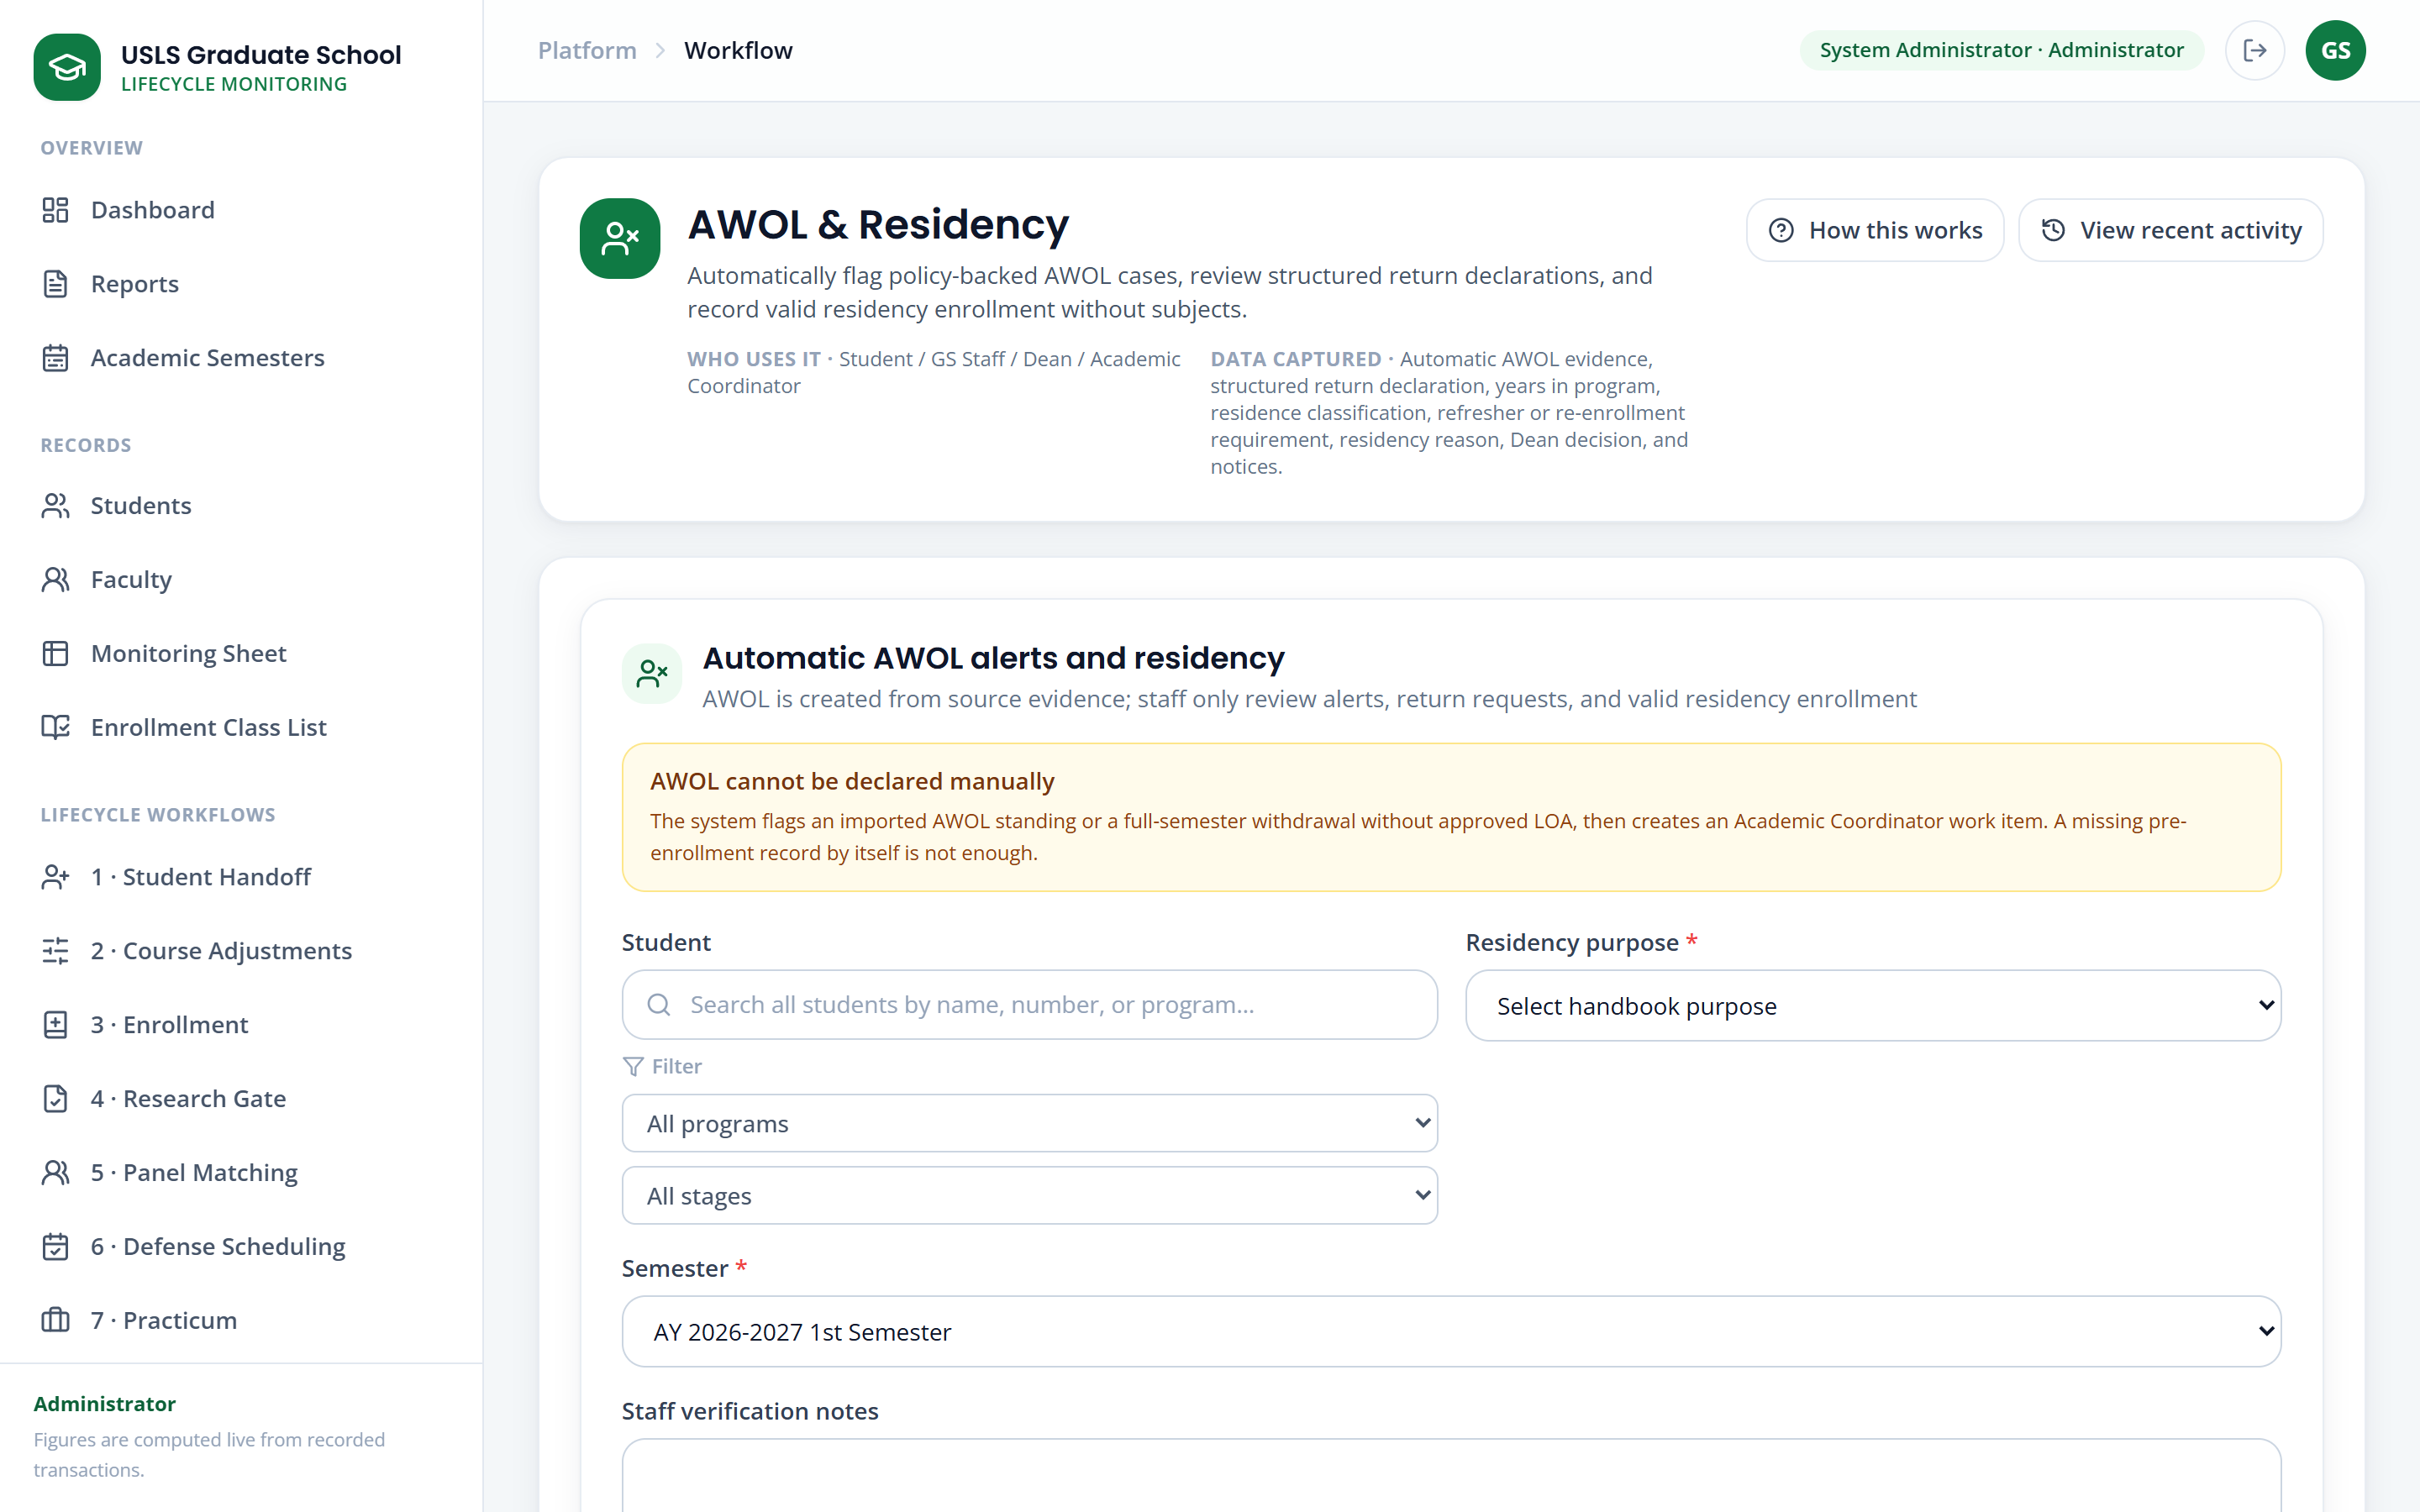 USLS Graduate School
LIFECYCLE MONITORING
OVERVIEW
Dashboard
Reports
Academic Semesters
RECORDS
Students
Faculty
Monitoring Sheet
Enrollment Class List
LIFECYCLE WORKFLOWS
1 · Student Handoff
2 · Course Adjustments
3 · Enrollment
4 · Research Gate
5 · Panel Matching
6 · Defense Scheduling
7 · Practicum
Administrator
Figures are computed live from recorded
transactions.
Platform > Workflow
System Administrator · Administrator
GS
AWOL & Residency
Automatically flag policy-backed AWOL cases, review structured return declarations, and
record valid residency enrollment without subjects.
WHO USES IT · Student / GS Staff / Dean / Academic
Coordinator
DATA CAPTURED · Automatic AWOL evidence,
structured return declaration, years in program,
residence classification, refresher or re-enrollment
requirement, residency reason, Dean decision, and
notices.
How this works
View recent activity
Automatic AWOL alerts and residency
AWOL is created from source evidence; staff only review alerts, return requests, and valid residency enrollment
AWOL cannot be declared manually
The system flags an imported AWOL standing or a full-semester withdrawal without approved LOA, then creates an Academic Coordinator work item. A missing pre-
enrollment record by itself is not enough.
Student
Search all students by name, number, or program...
Filter
All programs
All stages
Residency purpose *
Select handbook purpose
Semester *
AY 2026-2027 1st Semester
Staff verification notes